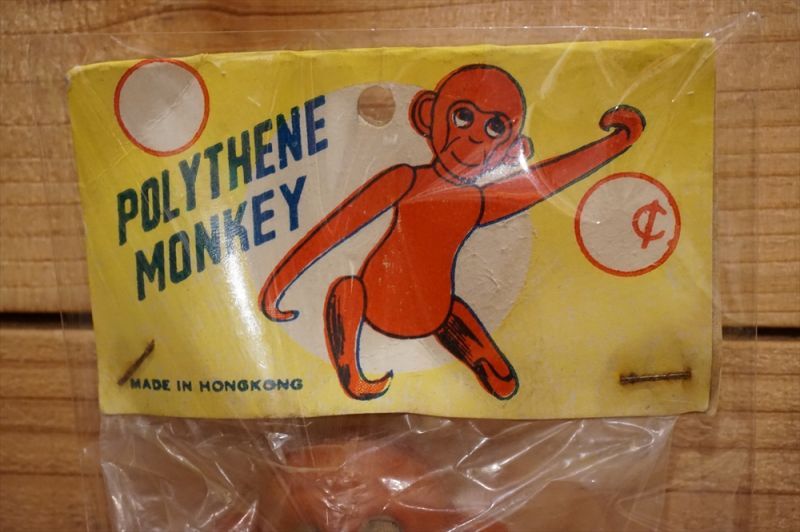 POLYTHENE
MONKEY
¢
MADE IN HONGKONG